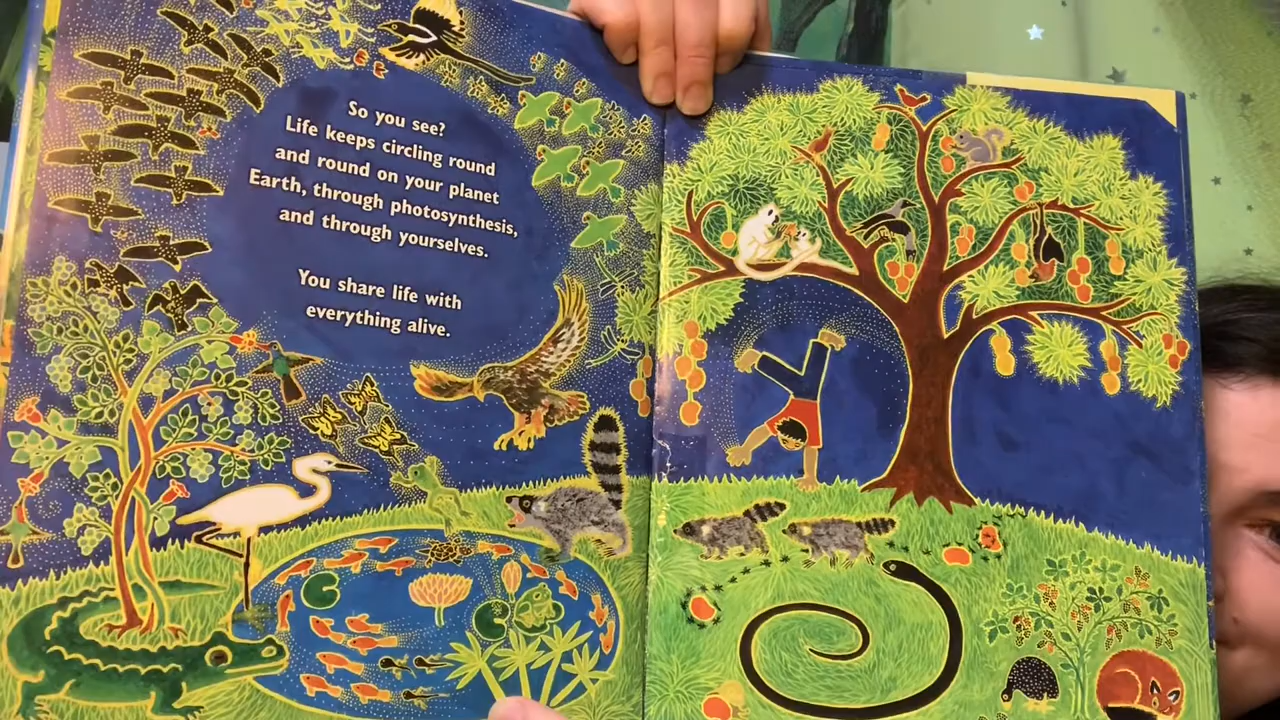 So you see?
Life keeps circling round
and round on your planet
Earth, through photosynthesis,
and through yourselves.
You share life with
everything alive.